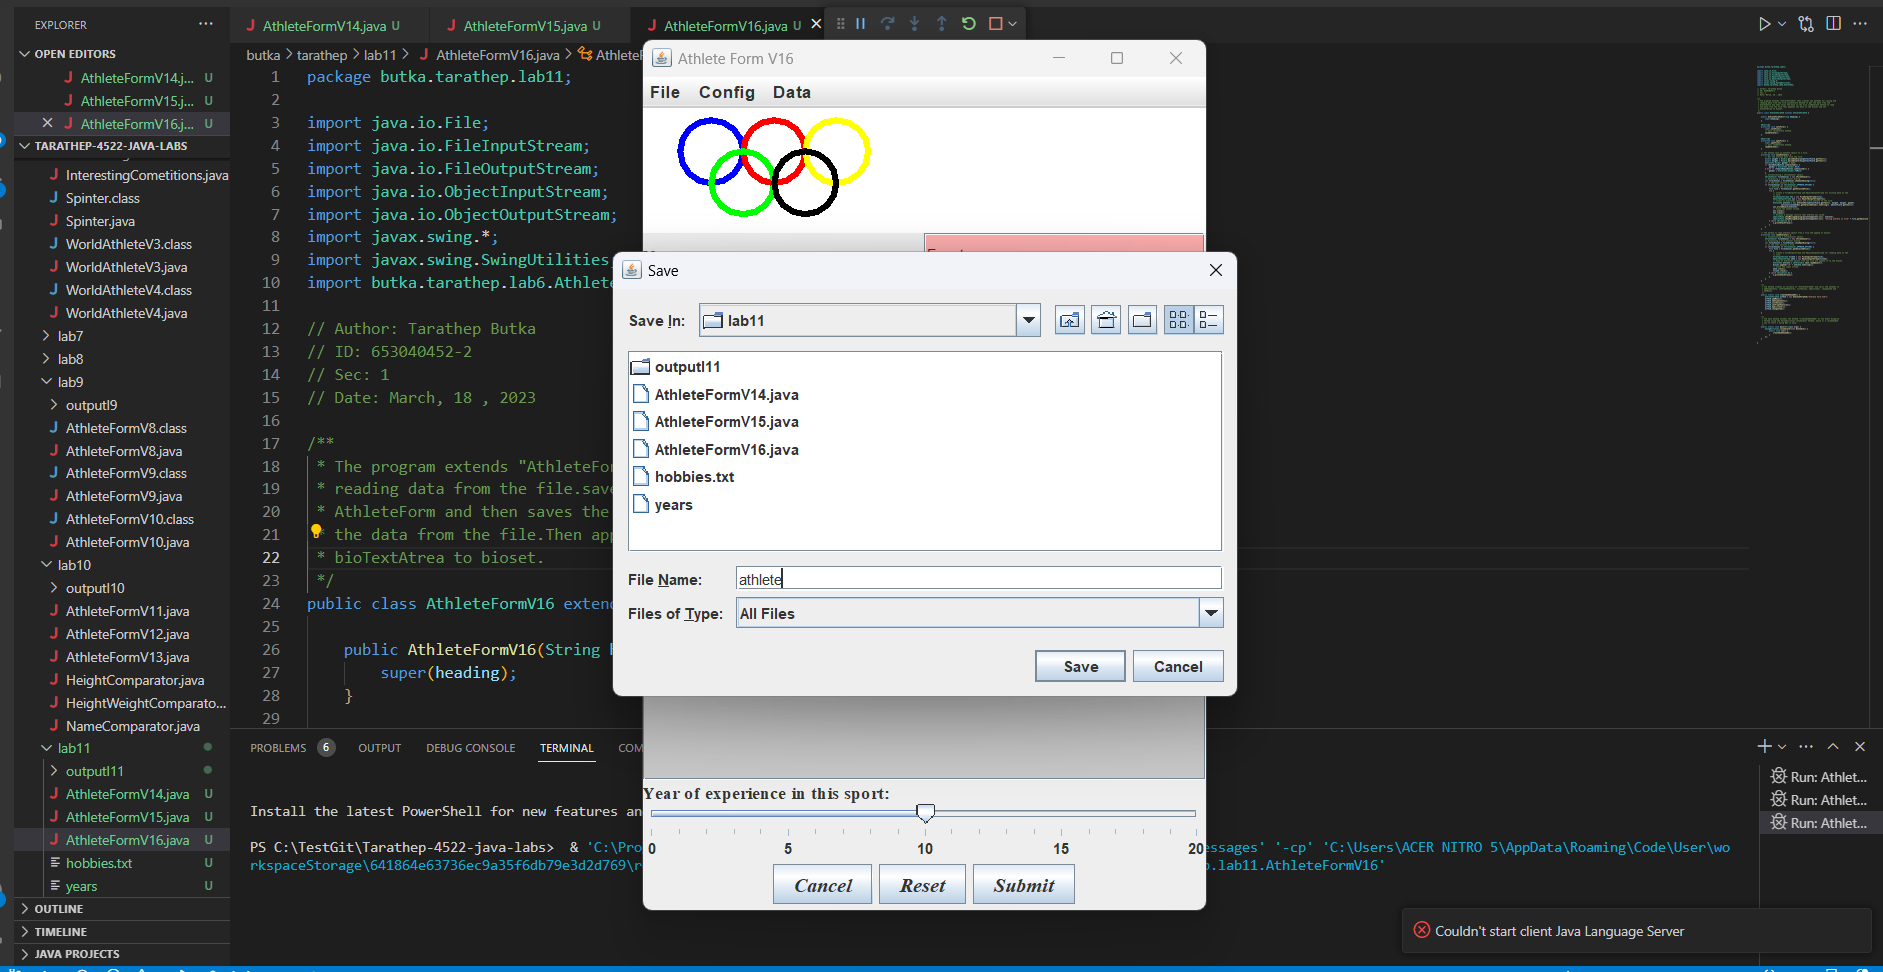 EXPLORER
OPEN EDITORS
AthleteFormV14.j... U
AthleteFormV15.j... U
AthleteFormV16.j... U
TARATHEP-4522-JAVA-LABS
InterestingCometitions.java
Spinter.class
Spinter.java
WorldAthleteV3.class
WorldAthleteV3.java
WorldAthleteV4.class
WorldAthleteV4.java
lab7
lab8
lab9
outputl9
AthleteFormV8.class
AthleteFormV8.java
AthleteFormV9.class
AthleteFormV9.java
AthleteFormV10.class
AthleteFormV10.java
lab10
outputl10
AthleteFormV11.java
AthleteFormV12.java
AthleteFormV13.java
HeightComparator.java
HeightWeightComparato...
NameComparator.java
lab11
outputl11
AthleteFormV14.java U
AthleteFormV15.java U
AthleteFormV16.java U
hobbies.txt U
years U
OUTLINE
TIMELINE
JAVA PROJECTS
AthleteFormV14.java U
AthleteFormV15.java U
AthleteFormV16.java U
butka > tarathep > lab11 > AthleteFormV16.java > AthleteF
1 package butka.tarathep.lab11;
2
3 import java.io.File;
4 import java.io.FileInputStream;
5 import java.io.FileOutputStream;
6 import java.io.ObjectInputStream;
7 import java.io.ObjectOutputStream;
8 import javax.swing.*;
9 import javax.swing.SwingUtilities
10 import butka.tarathep.lab6.Athlete
11
12 // Author: Tarathep Butka
13 // ID: 653040452-2
14 // Sec: 1
15 // Date: March, 18 , 2023
16
17 /**
18 * The program extends "AthleteFor
19 * reading data from the file.save
20 * AthleteForm and then saves the
21 * the data from the file.Then app
22 * bioTextAtrea to bioset.
23 */
24 public class AthleteFormV16 extend
25
26 public AthleteFormV16(String
27 super(heading);
28 }
29
Athlete Form V16
File Config Data
Save
Save In: lab11
outputl11
AthleteFormV14.java
AthleteFormV15.java
AthleteFormV16.java
hobbies.txt
years
File Name: athlete
Files of Type: All Files
Save Cancel
Year of experience in this sport:
0 5 10 15 20
Cancel Reset Submit
PROBLEMS 6 OUTPUT DEBUG CONSOLE TERMINAL COM
Install the latest PowerShell for new features an
PS C:\TestGit\Tarathep-4522-java-labs> & 'C:\Pro
essages' '-cp' 'C:\Users\ACER NITRO 5\AppData\Roaming\Code\User\wo
rkspaceStorage\641864e63736ec9a35f6db79e3d2d769\r
.lab11.AthleteFormV16'
Run: Athlet...
Run: Athlet...
Run: Athlet...
Couldn't start client Java Language Server